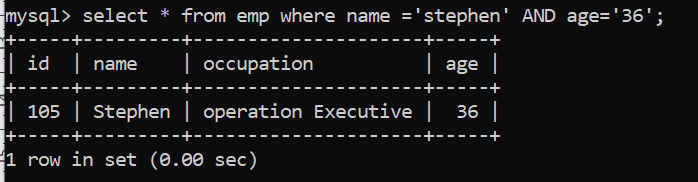 mysql> select * from emp where name ='stephen' AND age='36';
+-----+---------+---------------------+-----+
| id  | name    | occupation          | age |
+-----+---------+---------------------+-----+
| 105 | Stephen | operation Executive |  36 |
+-----+---------+---------------------+-----+
1 row in set (0.00 sec)